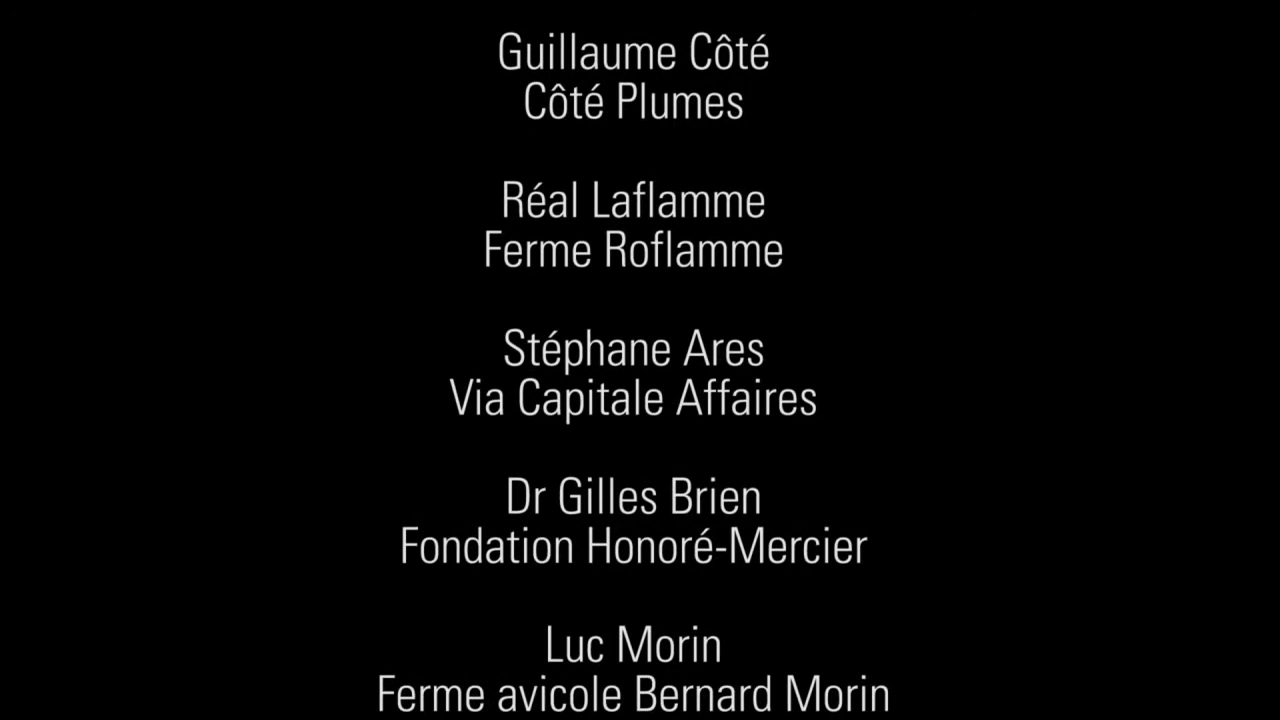 Guillaume Côté
Côté Plumes
Réal Laflamme
Ferme Roflamme
Stéphane Ares
Via Capitale Affaires
Dr Gilles Brien
Fondation Honoré-Mercier
Luc Morin
Ferme avicole Bernard Morin